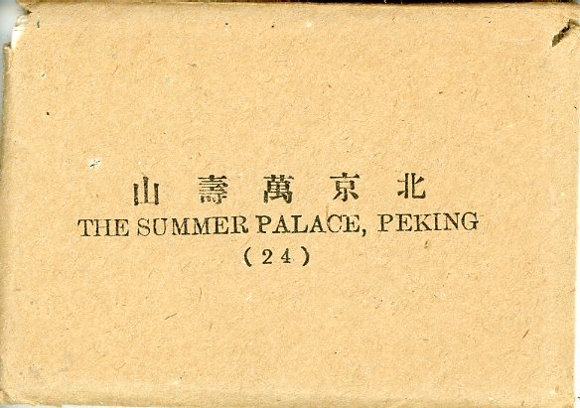 北京萬壽山
THE SUMMER PALACE, PEKING
(24)